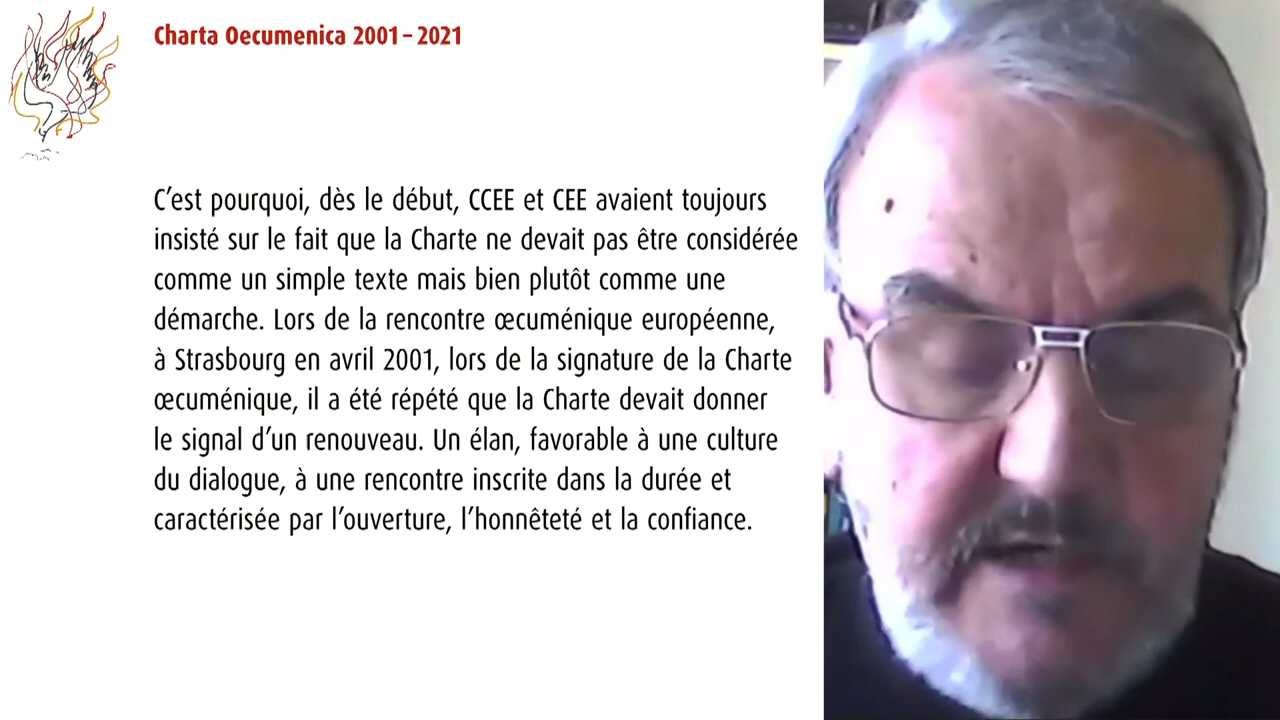 Charta Oecumenica 2001–2021
C’est pourquoi, dès le début, CCEE et CEE avaient toujours
insisté sur le fait que la Charte ne devait pas être considérée
comme un simple texte mais bien plutôt comme une
démarche. Lors de la rencontre œcuménique européenne,
à Strasbourg en avril 2001, lors de la signature de la Charte
œcuménique, il a été répété que la Charte devait donner
le signal d’un renouveau. Un élan, favorable à une culture
du dialogue, à une rencontre inscrite dans la durée et
caractérisée par l’ouverture, l’honnêteté et la confiance.